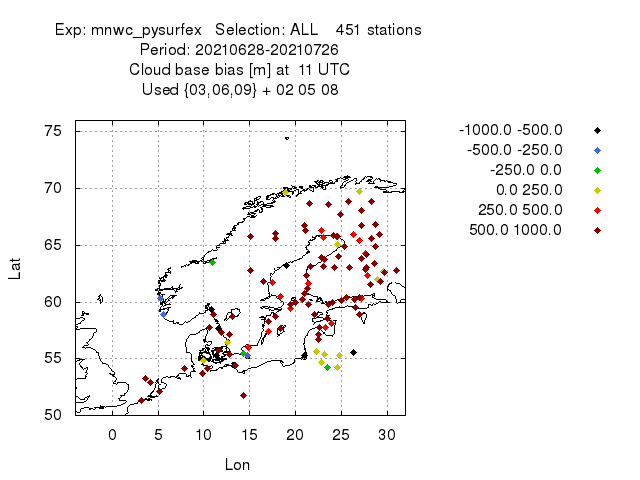 Exp: mnwc_pysurfex   Selection: ALL    451 stations
Period: 20210628-20210726
Cloud base bias [m] at  11 UTC
Used {03,06,09} + 02 05 08
-1000.0 -500.0
-500.0 -250.0
-250.0 0.0
0.0 250.0
250.0 500.0
500.0 1000.0
75
70
65
60
55
50
Lat
0 5 10 15 20 25 30
Lon